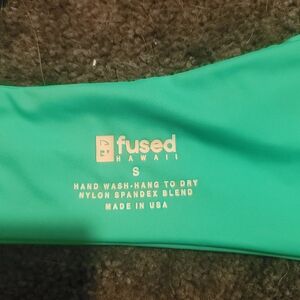 fused
HAWAII
S
HAND WASH-HANG TO DRY
NYLON SPANDEX BLEND
MADE IN USA